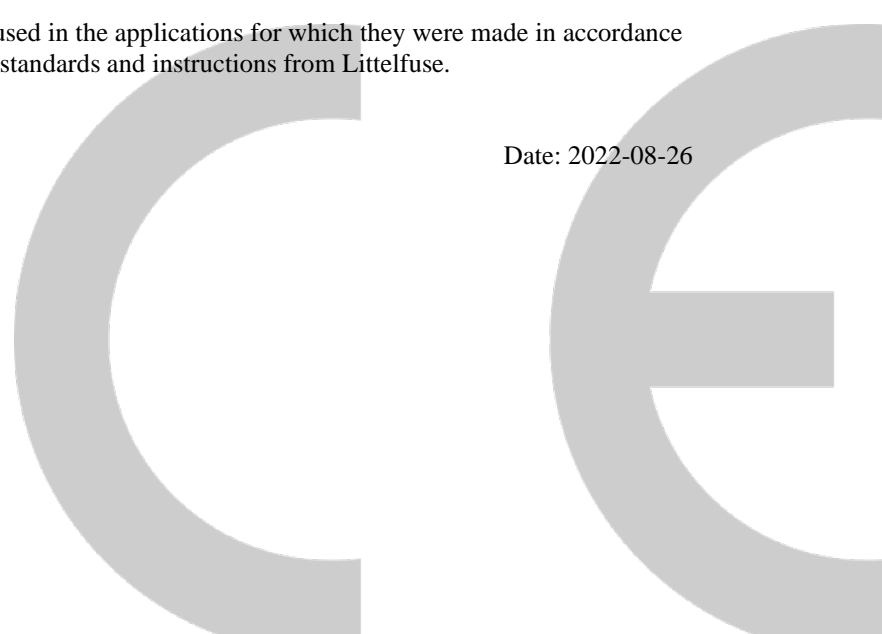 used in the applications for which they were made in accordance
standards and instructions from Littelfuse.
Date: 2022-08-26
CE